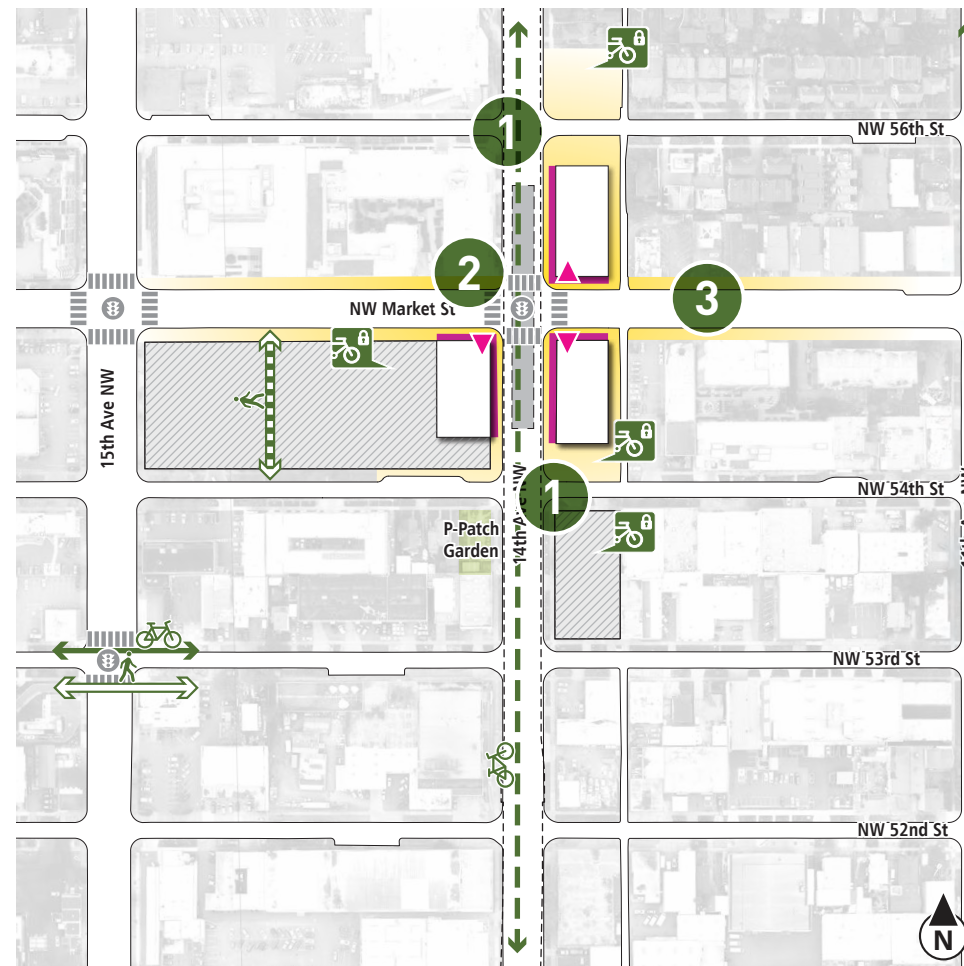 1
NW 56th St
2
3
NW Market St
15th Ave NW
NW 54th St
1
14th Ave NW
P-Patch
Garden
NW 53rd St
NW 52nd St
N